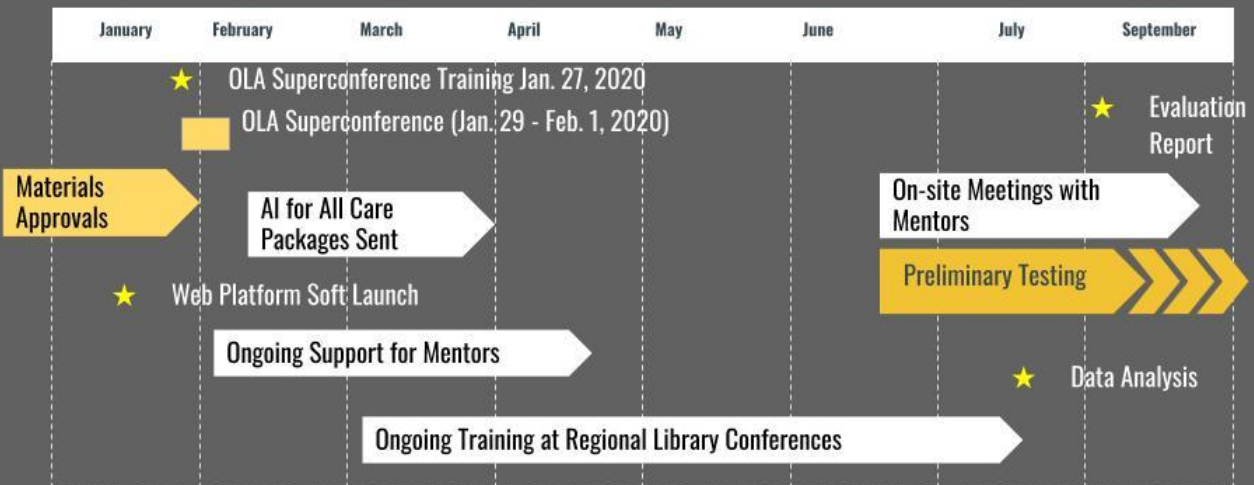 January February March April May June July September
OLA Superconference Training Jan. 27, 2020
OLA Superconference (Jan. 29 - Feb. 1, 2020)
Evaluation
Report
Materials
Approvals
AI for All Care
Packages Sent
On-site Meetings with
Mentors
Preliminary Testing
Web Platform Soft Launch
Ongoing Support for Mentors
Data Analysis
Ongoing Training at Regional Library Conferences